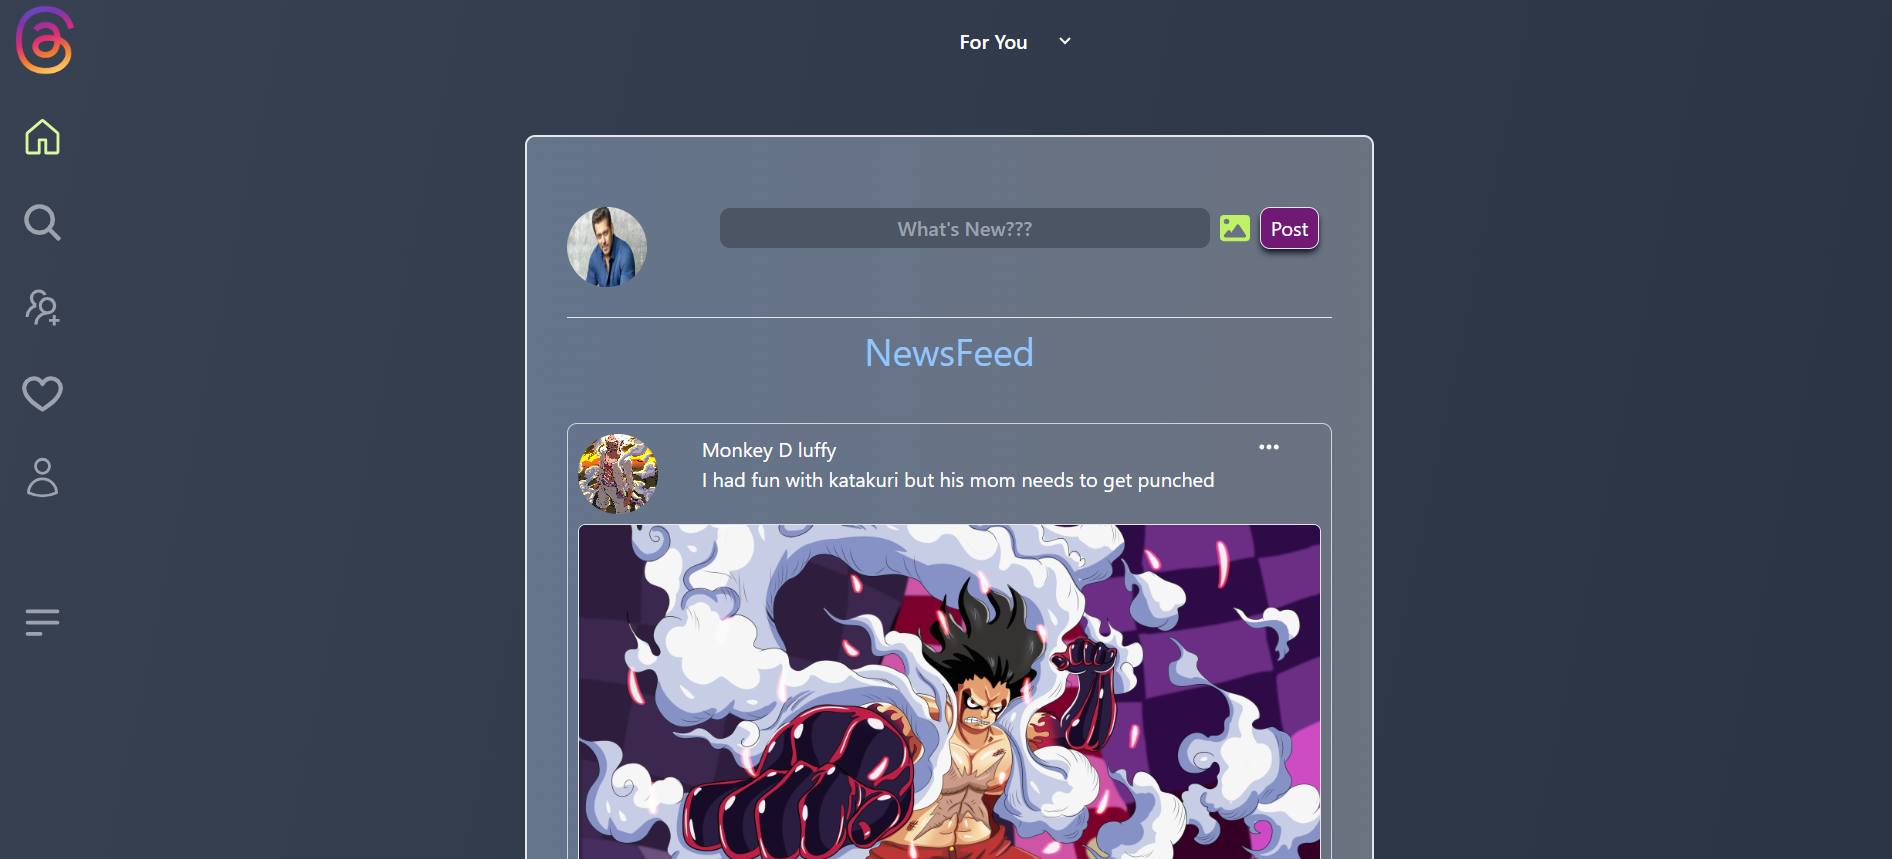 For You
What's New???
Post
NewsFeed
Monkey D luffy
I had fun with katakuri but his mom needs to get punched